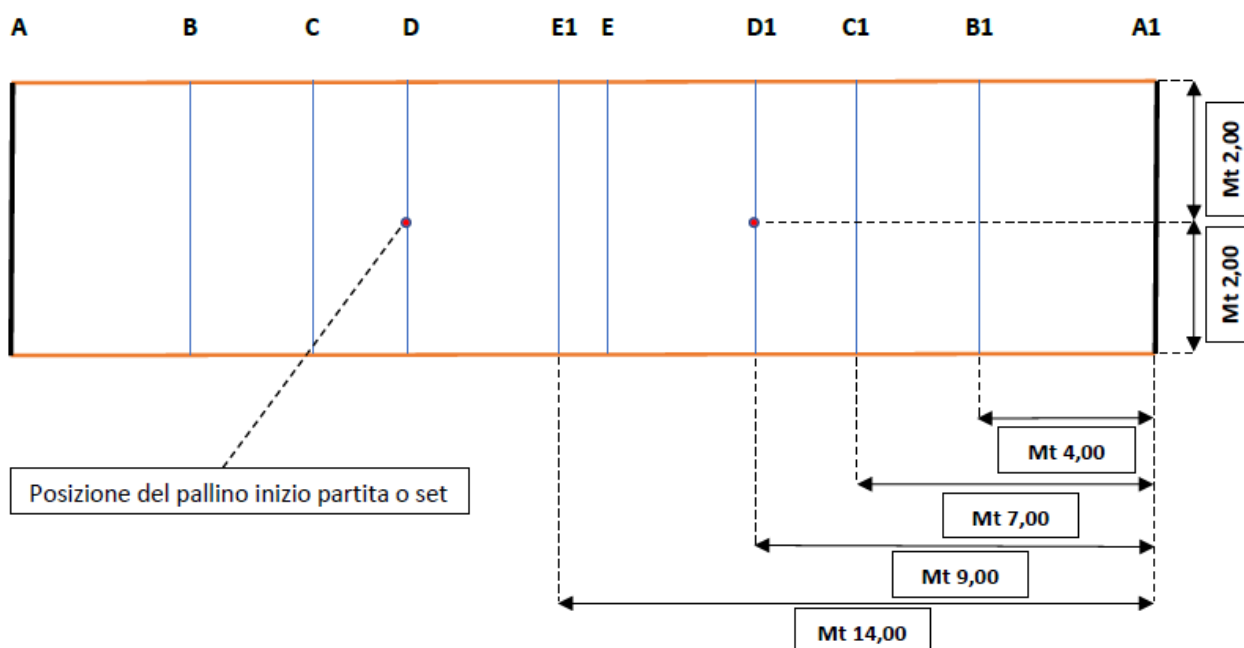 A B C D E1 E D1 C1 B1 A1
Mt 2,00
Mt 2,00
Mt 4,00
Posizione del pallino inizio partita o set
Mt 7,00
Mt 9,00
Mt 14,00